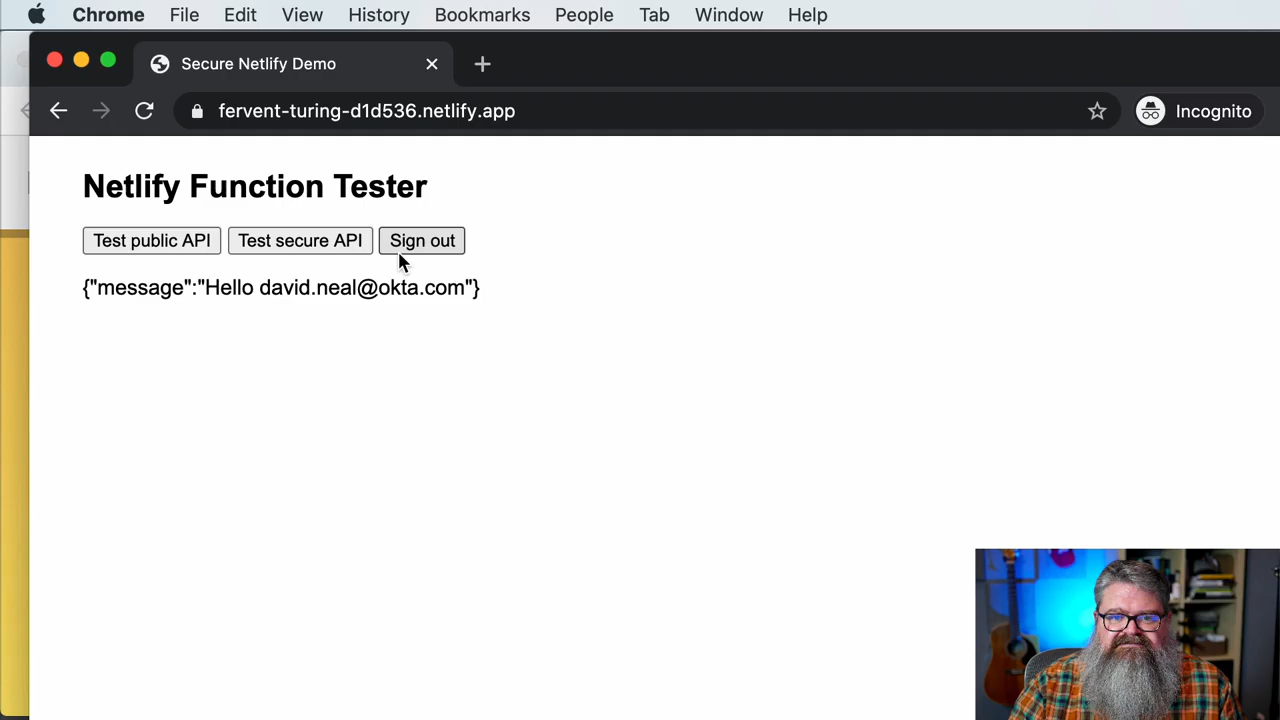 Chrome File Edit View History Bookmarks People Tab Window Help
Secure Netlify Demo
fervent-turing-d1d536.netlify.app
Incognito
Netlify Function Tester
Test public API Test secure API Sign out
{"message":"Hello david.neal@okta.com"}